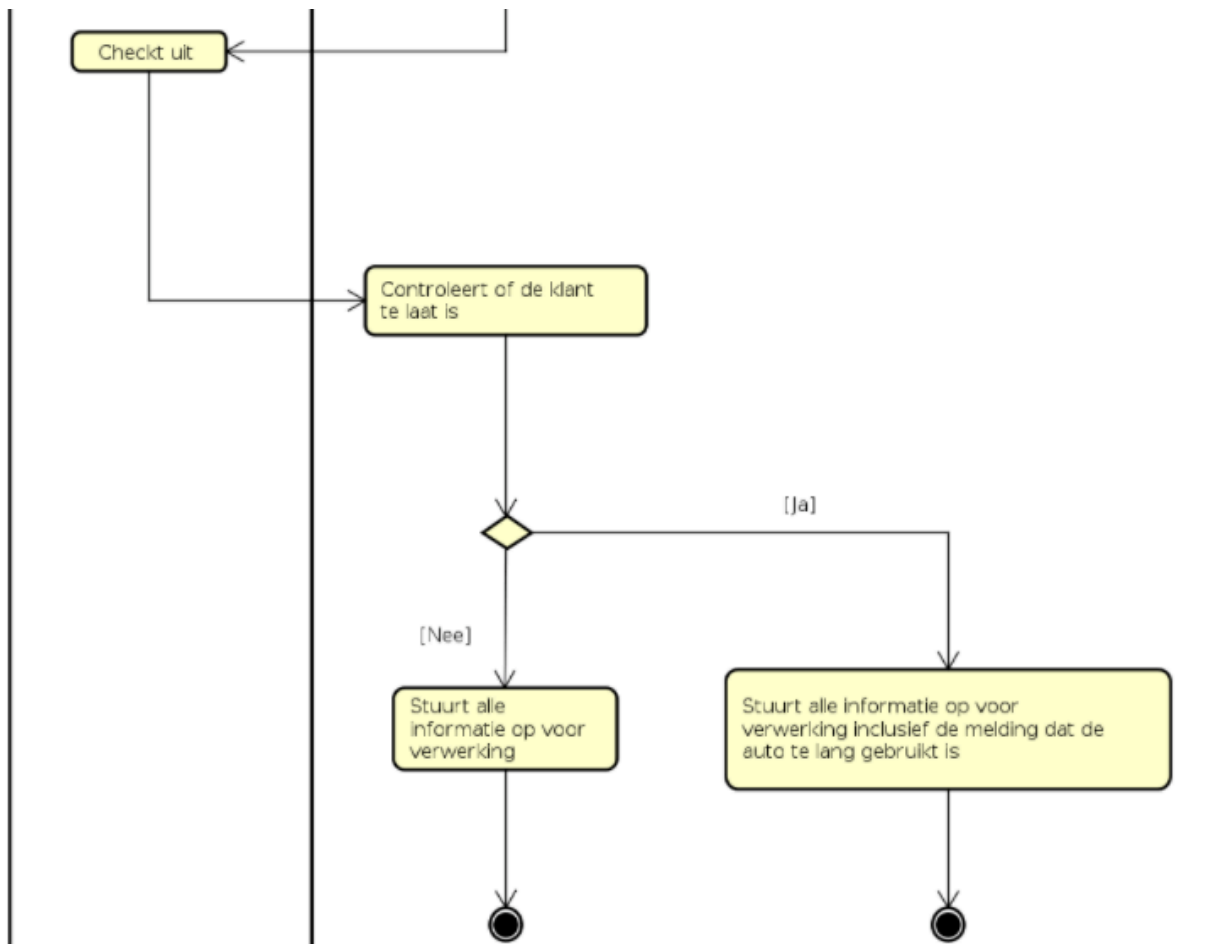 Checkt uit
Controleert of de klant
te laat is
[Ja]
[Nee]
Stuurt alle
informatie op voor
verwerking
Stuurt alle informatie op voor
verwerking inclusief de melding dat de
auto te lang gebruikt is